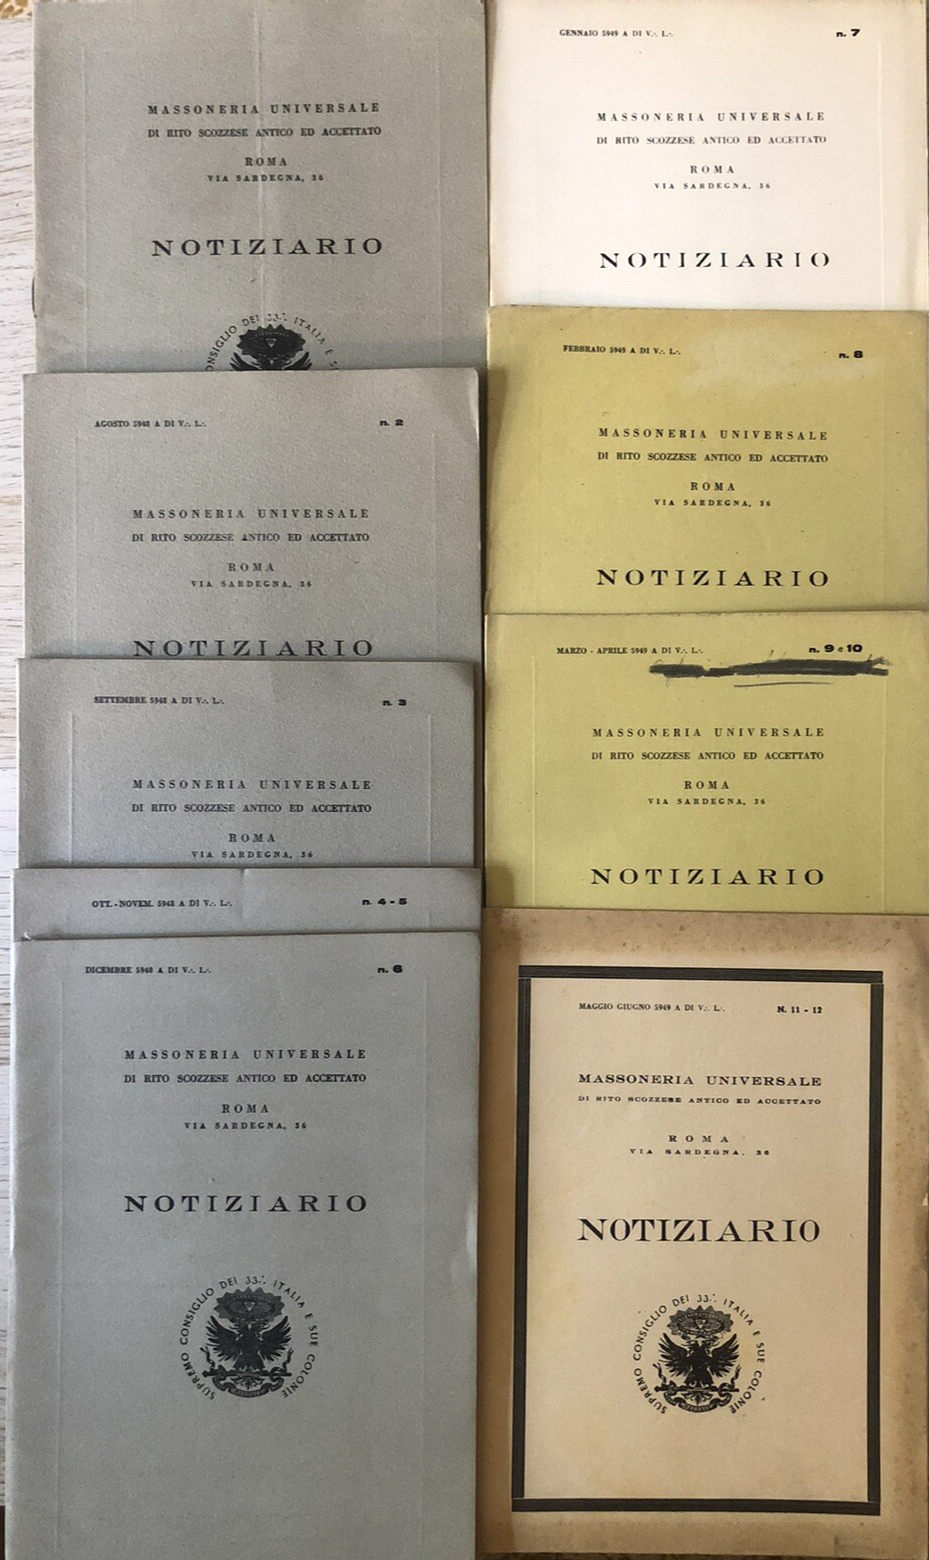 MASSONERIA UNIVERSALE
DI RITO SCOZZESE ANTICO ED ACCETTATO
ROMA
VIA SARDEGNA, 36
NOTIZIARIO
CONSIGLIO DEI 33∴ ITALIA E SU
AGOSTO 5948 A DI V∴ L∴ n. 2
MASSONERIA UNIVERSALE
DI RITO SCOZZESE ANTICO ED ACCETTATO
ROMA
VIA SARDEGNA, 36
NOTIZIARIO
SETTEMBRE 5948 A DI V∴ L∴ n. 3
MASSONERIA UNIVERSALE
DI RITO SCOZZESE ANTICO ED ACCETTATO
ROMA
VIA SARDEGNA, 36
OTT.-NOVEM. 5948 A DI V∴ L∴ n. 4-5
DICEMBRE 5948 A DI V∴ L∴ n. 6
MASSONERIA UNIVERSALE
DI RITO SCOZZESE ANTICO ED ACCETTATO
ROMA
VIA SARDEGNA, 36
NOTIZIARIO
SUPREMO CONSIGLIO DEI 33∴ ITALIA E SUE COLONIE
GENNAIO 5949 A DI V∴ L∴ n. 7
MASSONERIA UNIVERSALE
DI RITO SCOZZESE ANTICO ED ACCETTATO
ROMA
VIA SARDEGNA, 36
NOTIZIARIO
FEBBRAIO 5949 A DI V∴ L∴ n. 8
MASSONERIA UNIVERSALE
DI RITO SCOZZESE ANTICO ED ACCETTATO
ROMA
VIA SARDEGNA, 36
NOTIZIARIO
MARZO - APRILE 5949 A DI V∴ L∴ n. 9 e 10
MASSONERIA UNIVERSALE
DI RITO SCOZZESE ANTICO ED ACCETTATO
ROMA
VIA SARDEGNA, 36
NOTIZIARIO
MAGGIO GIUGNO 5949 A DI V∴ L∴ N. 11 - 12
MASSONERIA UNIVERSALE
DI RITO SCOZZESE ANTICO ED ACCETTATO
ROMA
VIA SARDEGNA, 36
NOTIZIARIO
SUPREMO CONSIGLIO DEI 33∴ ITALIA E SUE COLONIE